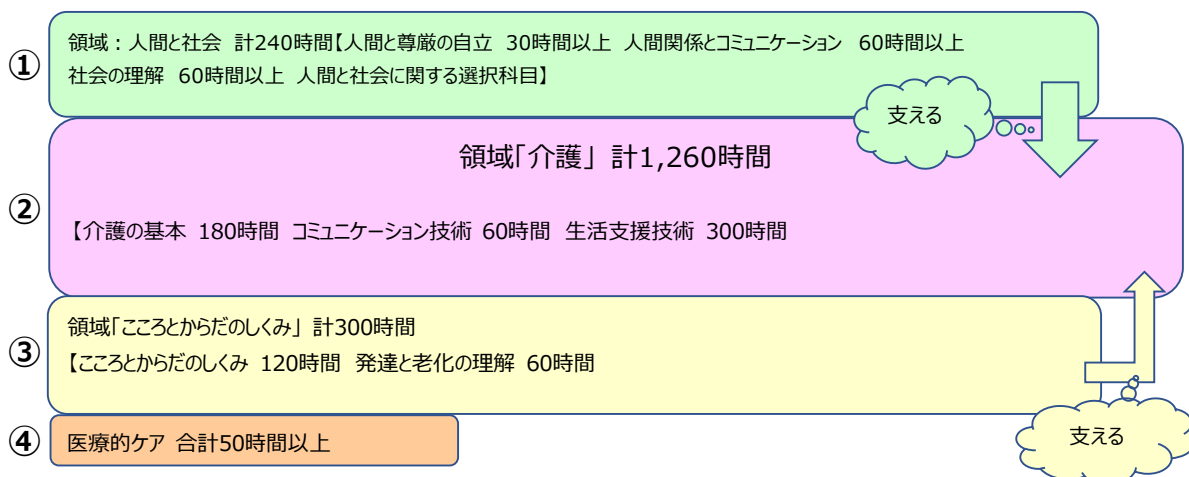 ①
領域：人間と社会 計240時間【人間と尊厳の自立 30時間以上 人間関係とコミュニケーション 60時間以上
社会の理解 60時間以上 人間と社会に関する選択科目】
支える
②
領域「介護」 計1,260時間
【介護の基本 180時間 コミュニケーション技術 60時間 生活支援技術 300時間
③
領域「こころとからだのしくみ」 計300時間
【こころとからだのしくみ 120時間 発達と老化の理解 60時間
支える
④
医療的ケア 合計50時間以上